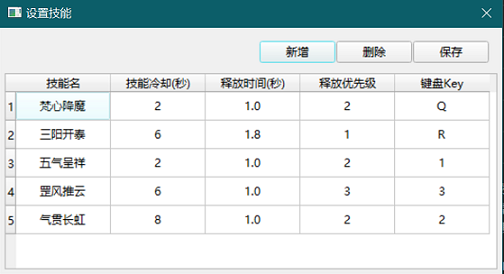 设置技能
新增 删除 保存
技能名 技能冷却(秒) 释放时间(秒) 释放优先级 键盘Key
1 梵心降魔 2 1.0 2 Q
2 三阳开泰 6 1.8 1 R
3 五气呈祥 2 1.0 2 1
4 罡风推云 6 1.0 3 3
5 气贯长虹 8 1.0 2 2